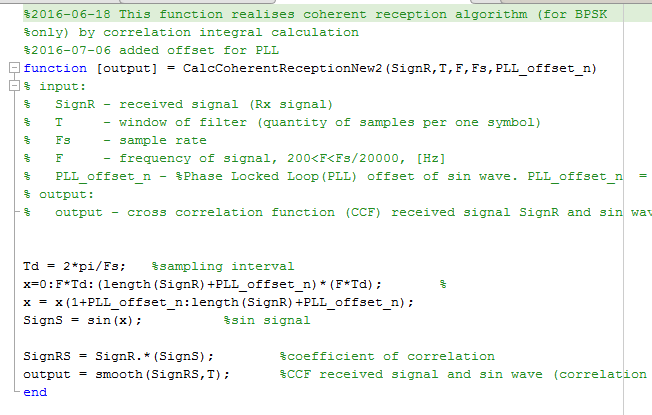 %2016-06-18 This function realises coherent reception algorithm (for BPSK
%only) by correlation integral calculation
%2016-07-06 added offset for PLL
function [output] = CalcCoherentReceptionNew2(SignR,T,F,Fs,PLL_offset_n)
% input:
%   SignR - received signal (Rx signal)
%   T     - window of filter (quantity of samples per one symbol)
%   Fs    - sample rate
%   F     - frequency of signal, 200<F<Fs/20000, [Hz]
%   PLL_offset_n - %Phase Locked Loop(PLL) offset of sin wave. PLL_offset_n  =
% output:
%   output - cross correlation function (CCF) received signal SignR and sin wav
Td = 2*pi/Fs;   %sampling interval
x=0:F*Td:(length(SignR)+PLL_offset_n)*(F*Td);        %
x = x(1+PLL_offset_n:length(SignR)+PLL_offset_n);
SignS = sin(x);           %sin signal
SignRS = SignR.*(SignS);         %coefficient of correlation
output = smooth(SignRS,T);       %CCF received signal and sin wave (correlation
end